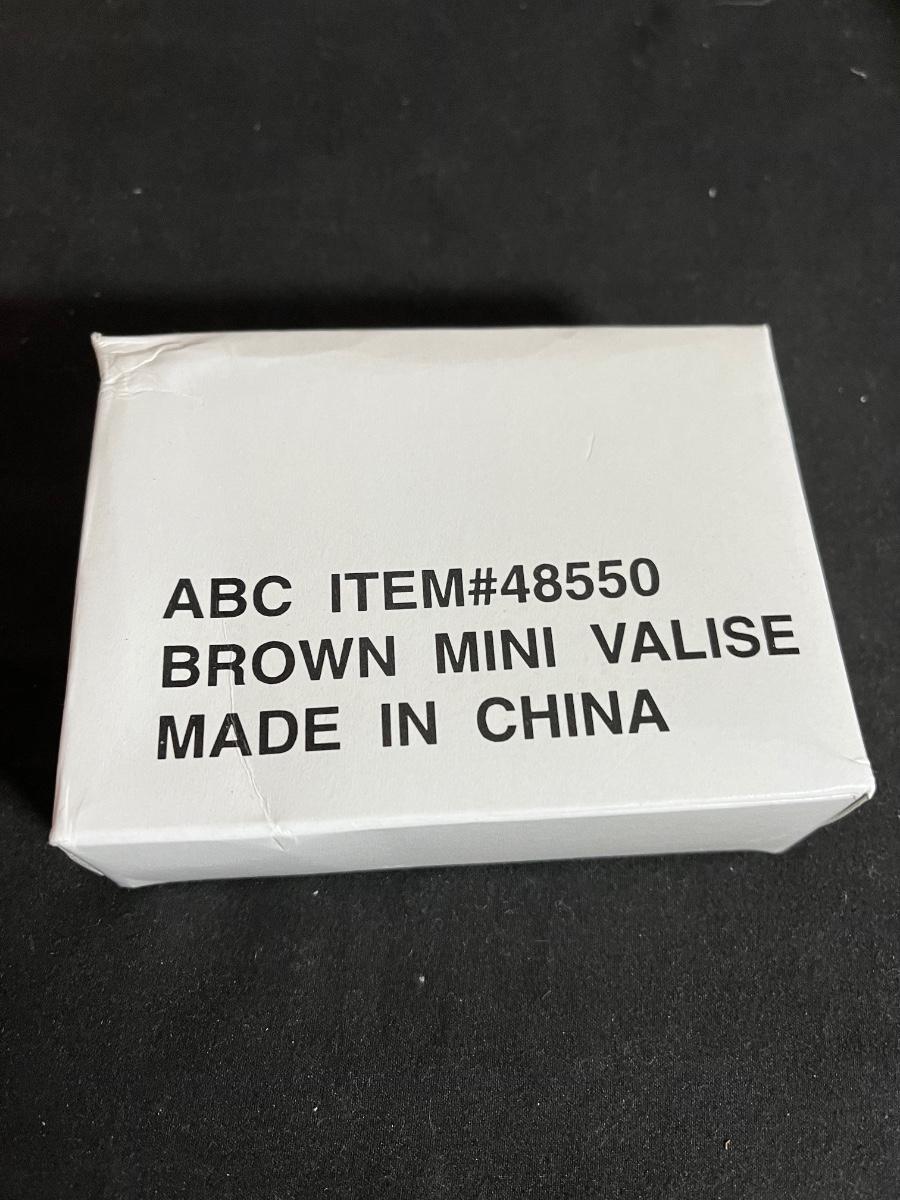 ABC ITEM#48550
BROWN MINI VALISE
MADE IN CHINA